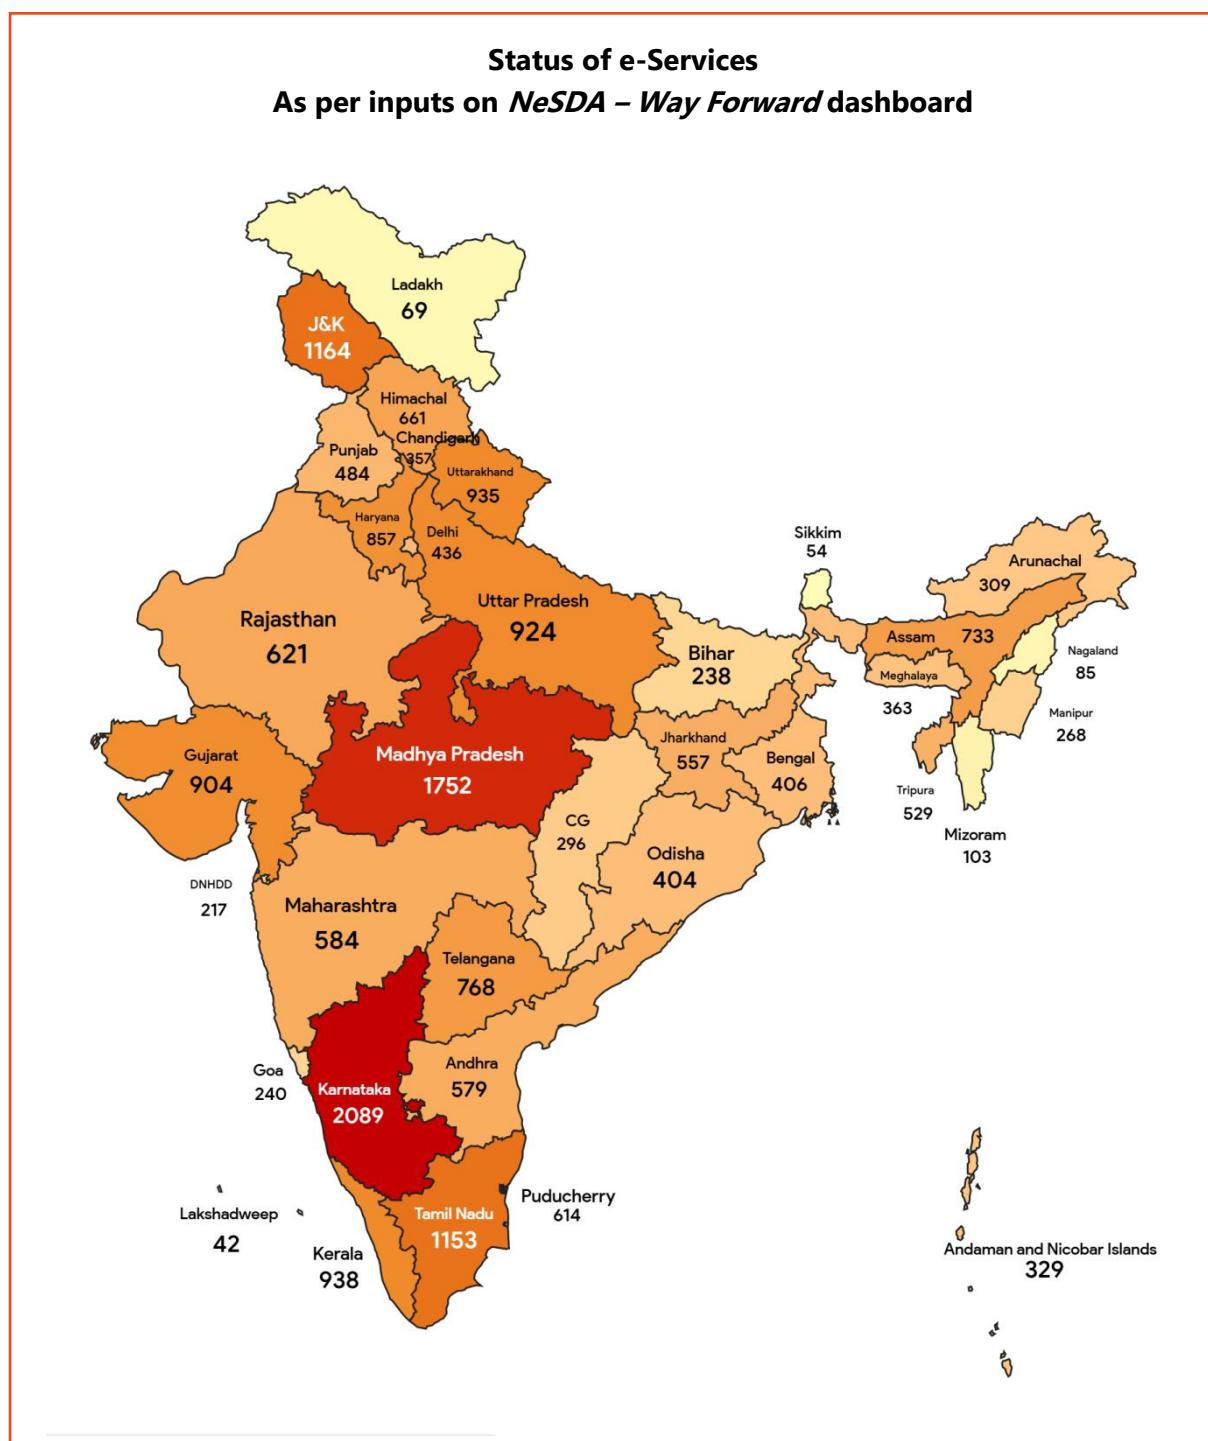 Status of e-Services
As per inputs on NeSDA – Way Forward dashboard
Ladakh
69
J&K
1164
Himachal
661
Chandigarh
357
Punjab
484
Uttarakhand
935
Haryana
857
Delhi
436
Sikkim
54
Arunachal
309
Rajasthan
621
Uttar Pradesh
924
Assam 733
Bihar
238
Nagaland
85
Meghalaya
363
Manipur
268
Gujarat
904
Madhya Pradesh
1752
Jharkhand
557
Bengal
406
Tripura
529
Mizoram
103
CG
296
Odisha
404
DNHDD
217
Maharashtra
584
Telangana
768
Goa
240
Andhra
579
Karnataka
2089
Puducherry
614
Lakshadweep
42
Tamil Nadu
1153
Kerala
938
Andaman and Nicobar Islands
329